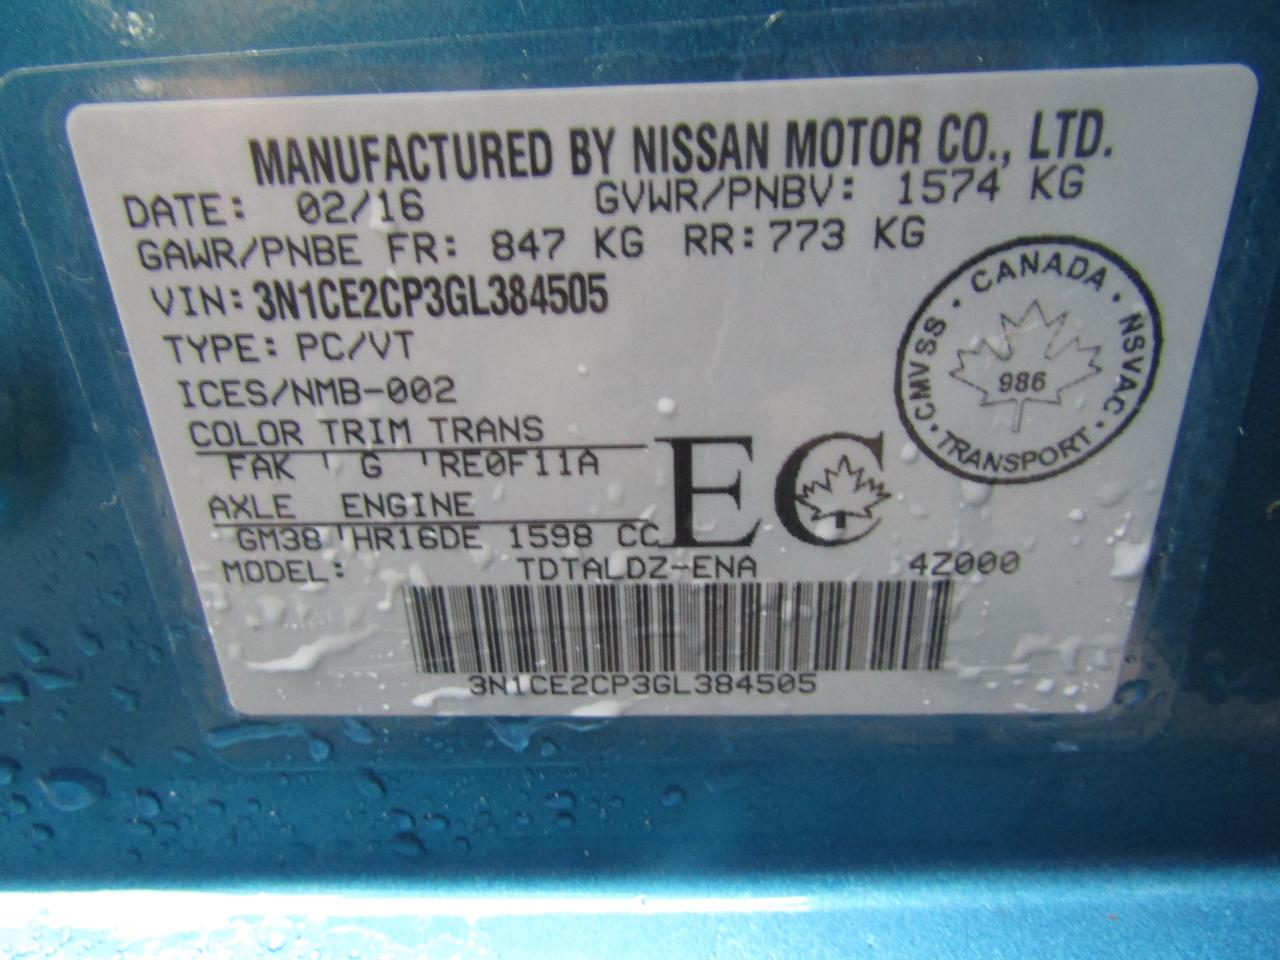 MANUFACTURED BY NISSAN MOTOR CO., LTD.
DATE: 02/16 GVWR/PNBV: 1574 KG
GAWR/PNBE FR: 847 KG RR:773 KG
VIN: 3N1CE2CP3GL384505
TYPE: PC/VT
ICES/NMB-002
COLOR TRIM TRANS
FAK G RE0F11A
AXLE ENGINE
GM38 HR16DE 1598 CC
EC
CANADA · NSVAC · TRANSPORT · CMVSS ·
986
MODEL: TDTALDZ-ENA 4Z000
3N1CE2CP3GL384505